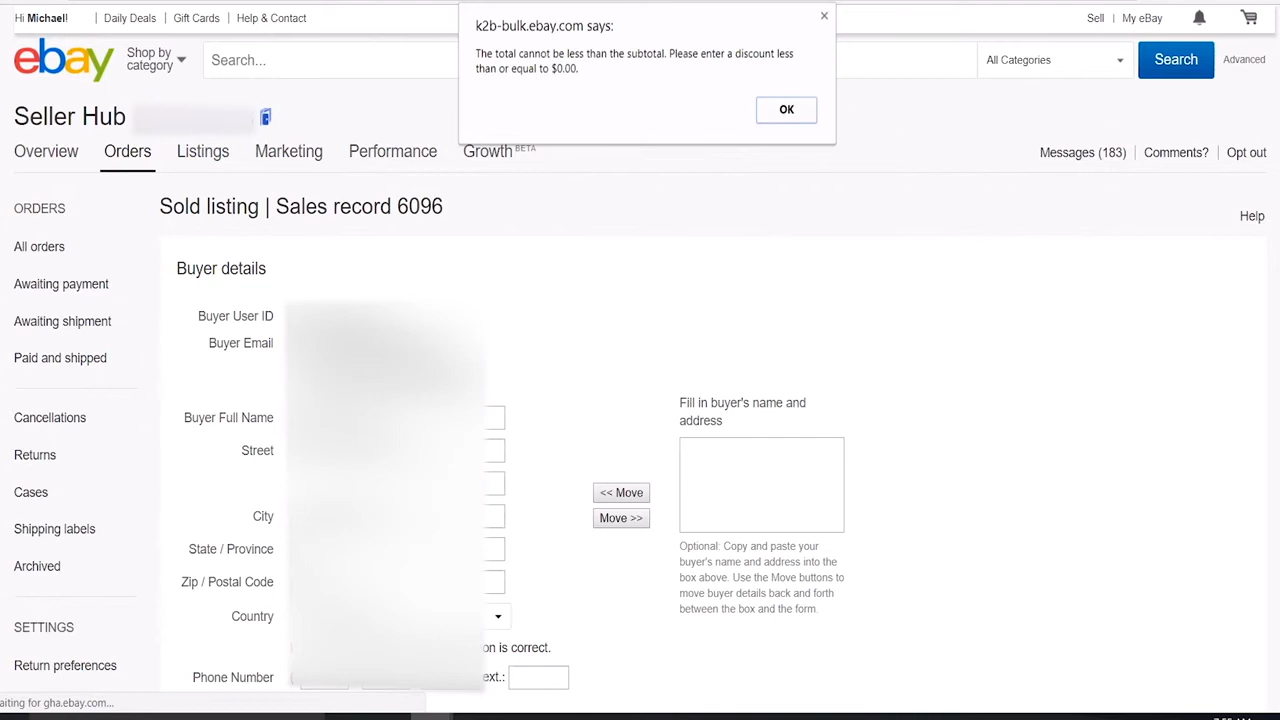 Hi Michael!
Daily Deals
Gift Cards
Help & Contact
Sell
My eBay
k2b-bulk.ebay.com says:
The total cannot be less than the subtotal. Please enter a discount less
than or equal to $0.00.
OK
ebay
Shop by
category
Search...
All Categories
Search
Advanced
Seller Hub
Overview
Orders
Listings
Marketing
Performance
Growth BETA
Messages (183)
Comments?
Opt out
ORDERS
All orders
Awaiting payment
Awaiting shipment
Paid and shipped
Cancellations
Returns
Cases
Shipping labels
Archived
SETTINGS
Return preferences
Sold listing | Sales record 6096
Help
Buyer details
Buyer User ID
Buyer Email
Buyer Full Name
Street
City
State / Province
Zip / Postal Code
Country
on is correct.
Phone Number
ext.:
<< Move
Move >>
Fill in buyer's name and
address
Optional: Copy and paste your
buyer's name and address into the
box above. Use the Move buttons to
move buyer details back and forth
between the box and the form.
aiting for gha.ebay.com...